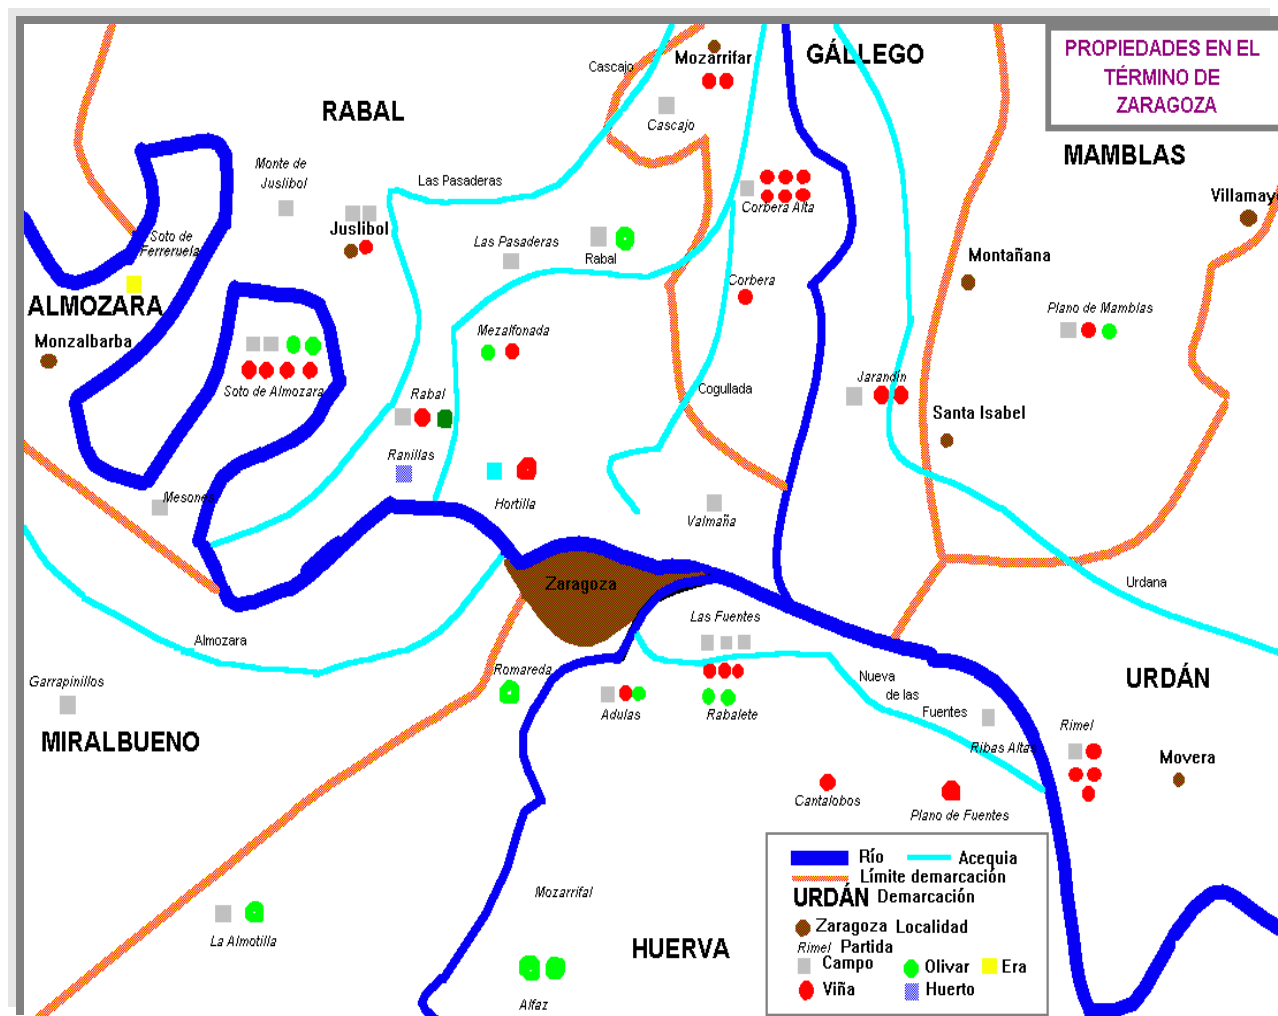 PROPIEDADES EN EL
TÉRMINO DE
ZARAGOZA
Mozarrifar
GÁLLEGO
Cascajo
RABAL
Cascajo
MAMBLAS
Monte de
Juslibol
Las Pasaderas
Villamayo
Corbera Alta
Juslibol
Soto de
Ferreruela
Las Pasaderas
Rabal
Montañana
Corbera
ALMOZARA
Plano de Mamblas
Monzalbarba
Mezalfonada
Soto de Almozara
Rabal
Cogullada
Jarandín
Santa Isabel
Ranillas
Mesones
Hortilla
Valmaña
Zaragoza
Urdana
Las Fuentes
Almozara
Romareda
Garrapinillos
Nueva
de las
Fuentes
URDÁN
Adulas
Rabalete
Rimel
MIRALBUENO
Ribas Altas
Movera
Cantalobos
Plano de Fuentes
Río
Acequia
Límite demarcación
URDÁN Demarcación
Mozarrifal
Zaragoza Localidad
La Almotilla
HUERVA
Rimel Partida
Campo
Olivar
Era
Viña
Huerto
Alfaz